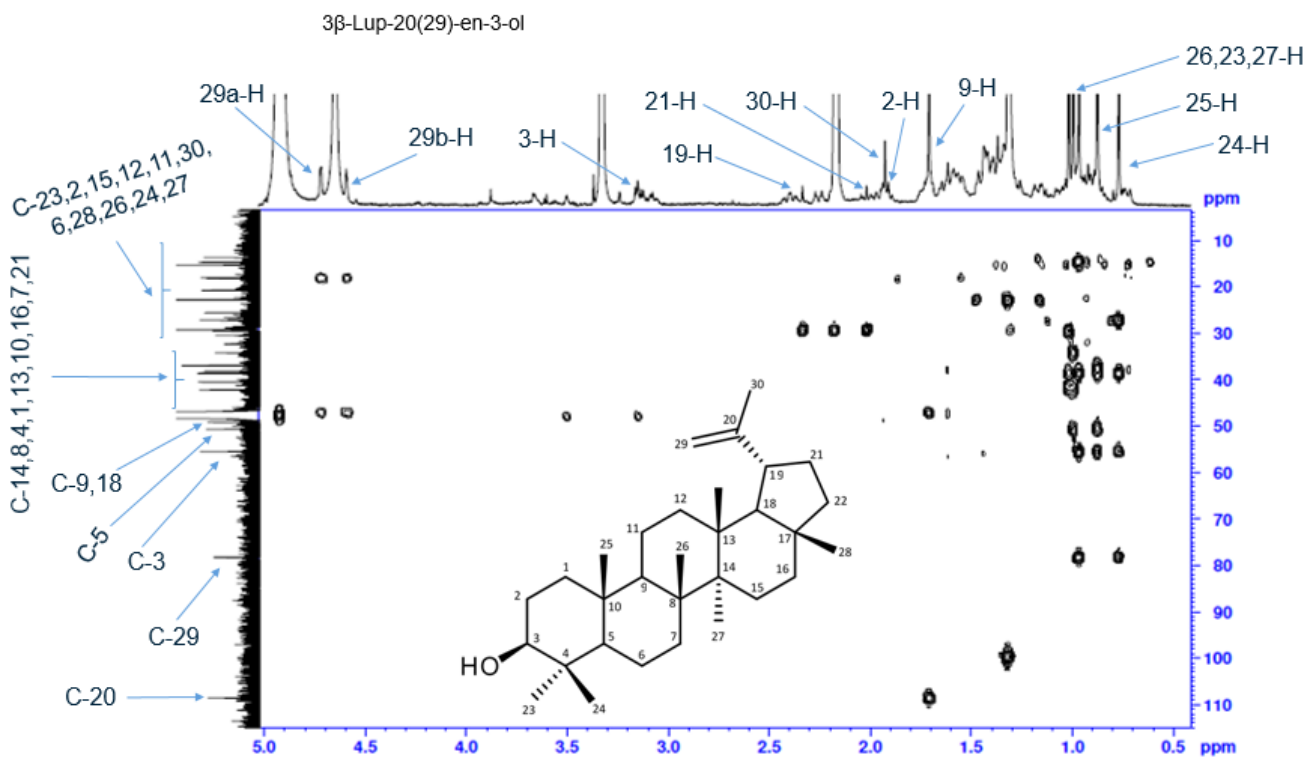 3β-Lup-20(29)-en-3-ol
26,23,27-H
29a-H
21-H
30-H
2-H
9-H
25-H
29b-H
3-H
19-H
24-H
C-23,2,15,12,11,30,
6,28,26,24,27
ppm
10
20
30
40
50
60
70
80
90
100
110
C-14,8,4,1,13,10,16,7,21
C-9,18
C-5
C-3
C-29
C-20
30
20
29
21
19
12
18
22
11
13
17
28
25
26
1
14
16
9
15
2
10
8
3
5
7
27
HO
4
6
23
24
5.0
4.5
4.0
3.5
3.0
2.5
2.0
1.5
1.0
0.5
ppm